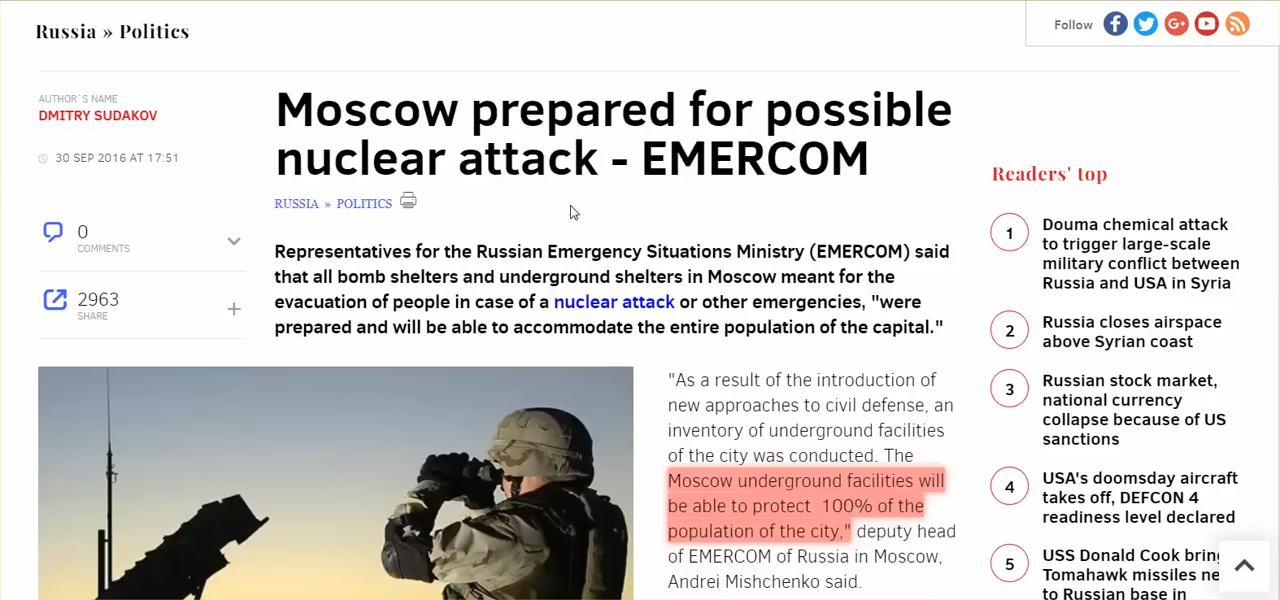 Russia » Politics
Follow
AUTHOR`S NAME
DMITRY SUDAKOV
30 SEP 2016 AT 17:51
0
COMMENTS
2963
SHARE
Moscow prepared for possible
nuclear attack - EMERCOM
RUSSIA » POLITICS
Representatives for the Russian Emergency Situations Ministry (EMERCOM) said
that all bomb shelters and underground shelters in Moscow meant for the
evacuation of people in case of a nuclear attack or other emergencies, "were
prepared and will be able to accommodate the entire population of the capital."
"As a result of the introduction of
new approaches to civil defense, an
inventory of underground facilities
of the city was conducted. The
Moscow underground facilities will
be able to protect 100% of the
population of the city," deputy head
of EMERCOM of Russia in Moscow,
Andrei Mishchenko said.
Readers' top
1
Douma chemical attack
to trigger large-scale
military conflict between
Russia and USA in Syria
2
Russia closes airspace
above Syrian coast
3
Russian stock market,
national currency
collapse because of US
sanctions
4
USA's doomsday aircraft
takes off, DEFCON 4
readiness level declared
5
USS Donald Cook
Tomahawk missiles
to Russian base in